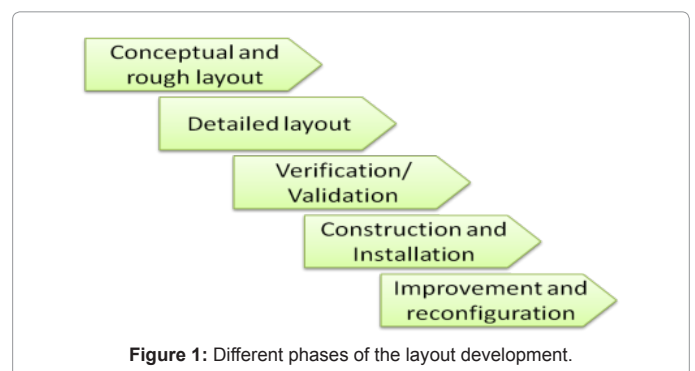 Conceptual and
rough layout
Detailed layout
Verification/
Validation
Construction and
Installation
Improvement and
reconfiguration
Figure 1: Different phases of the layout development.